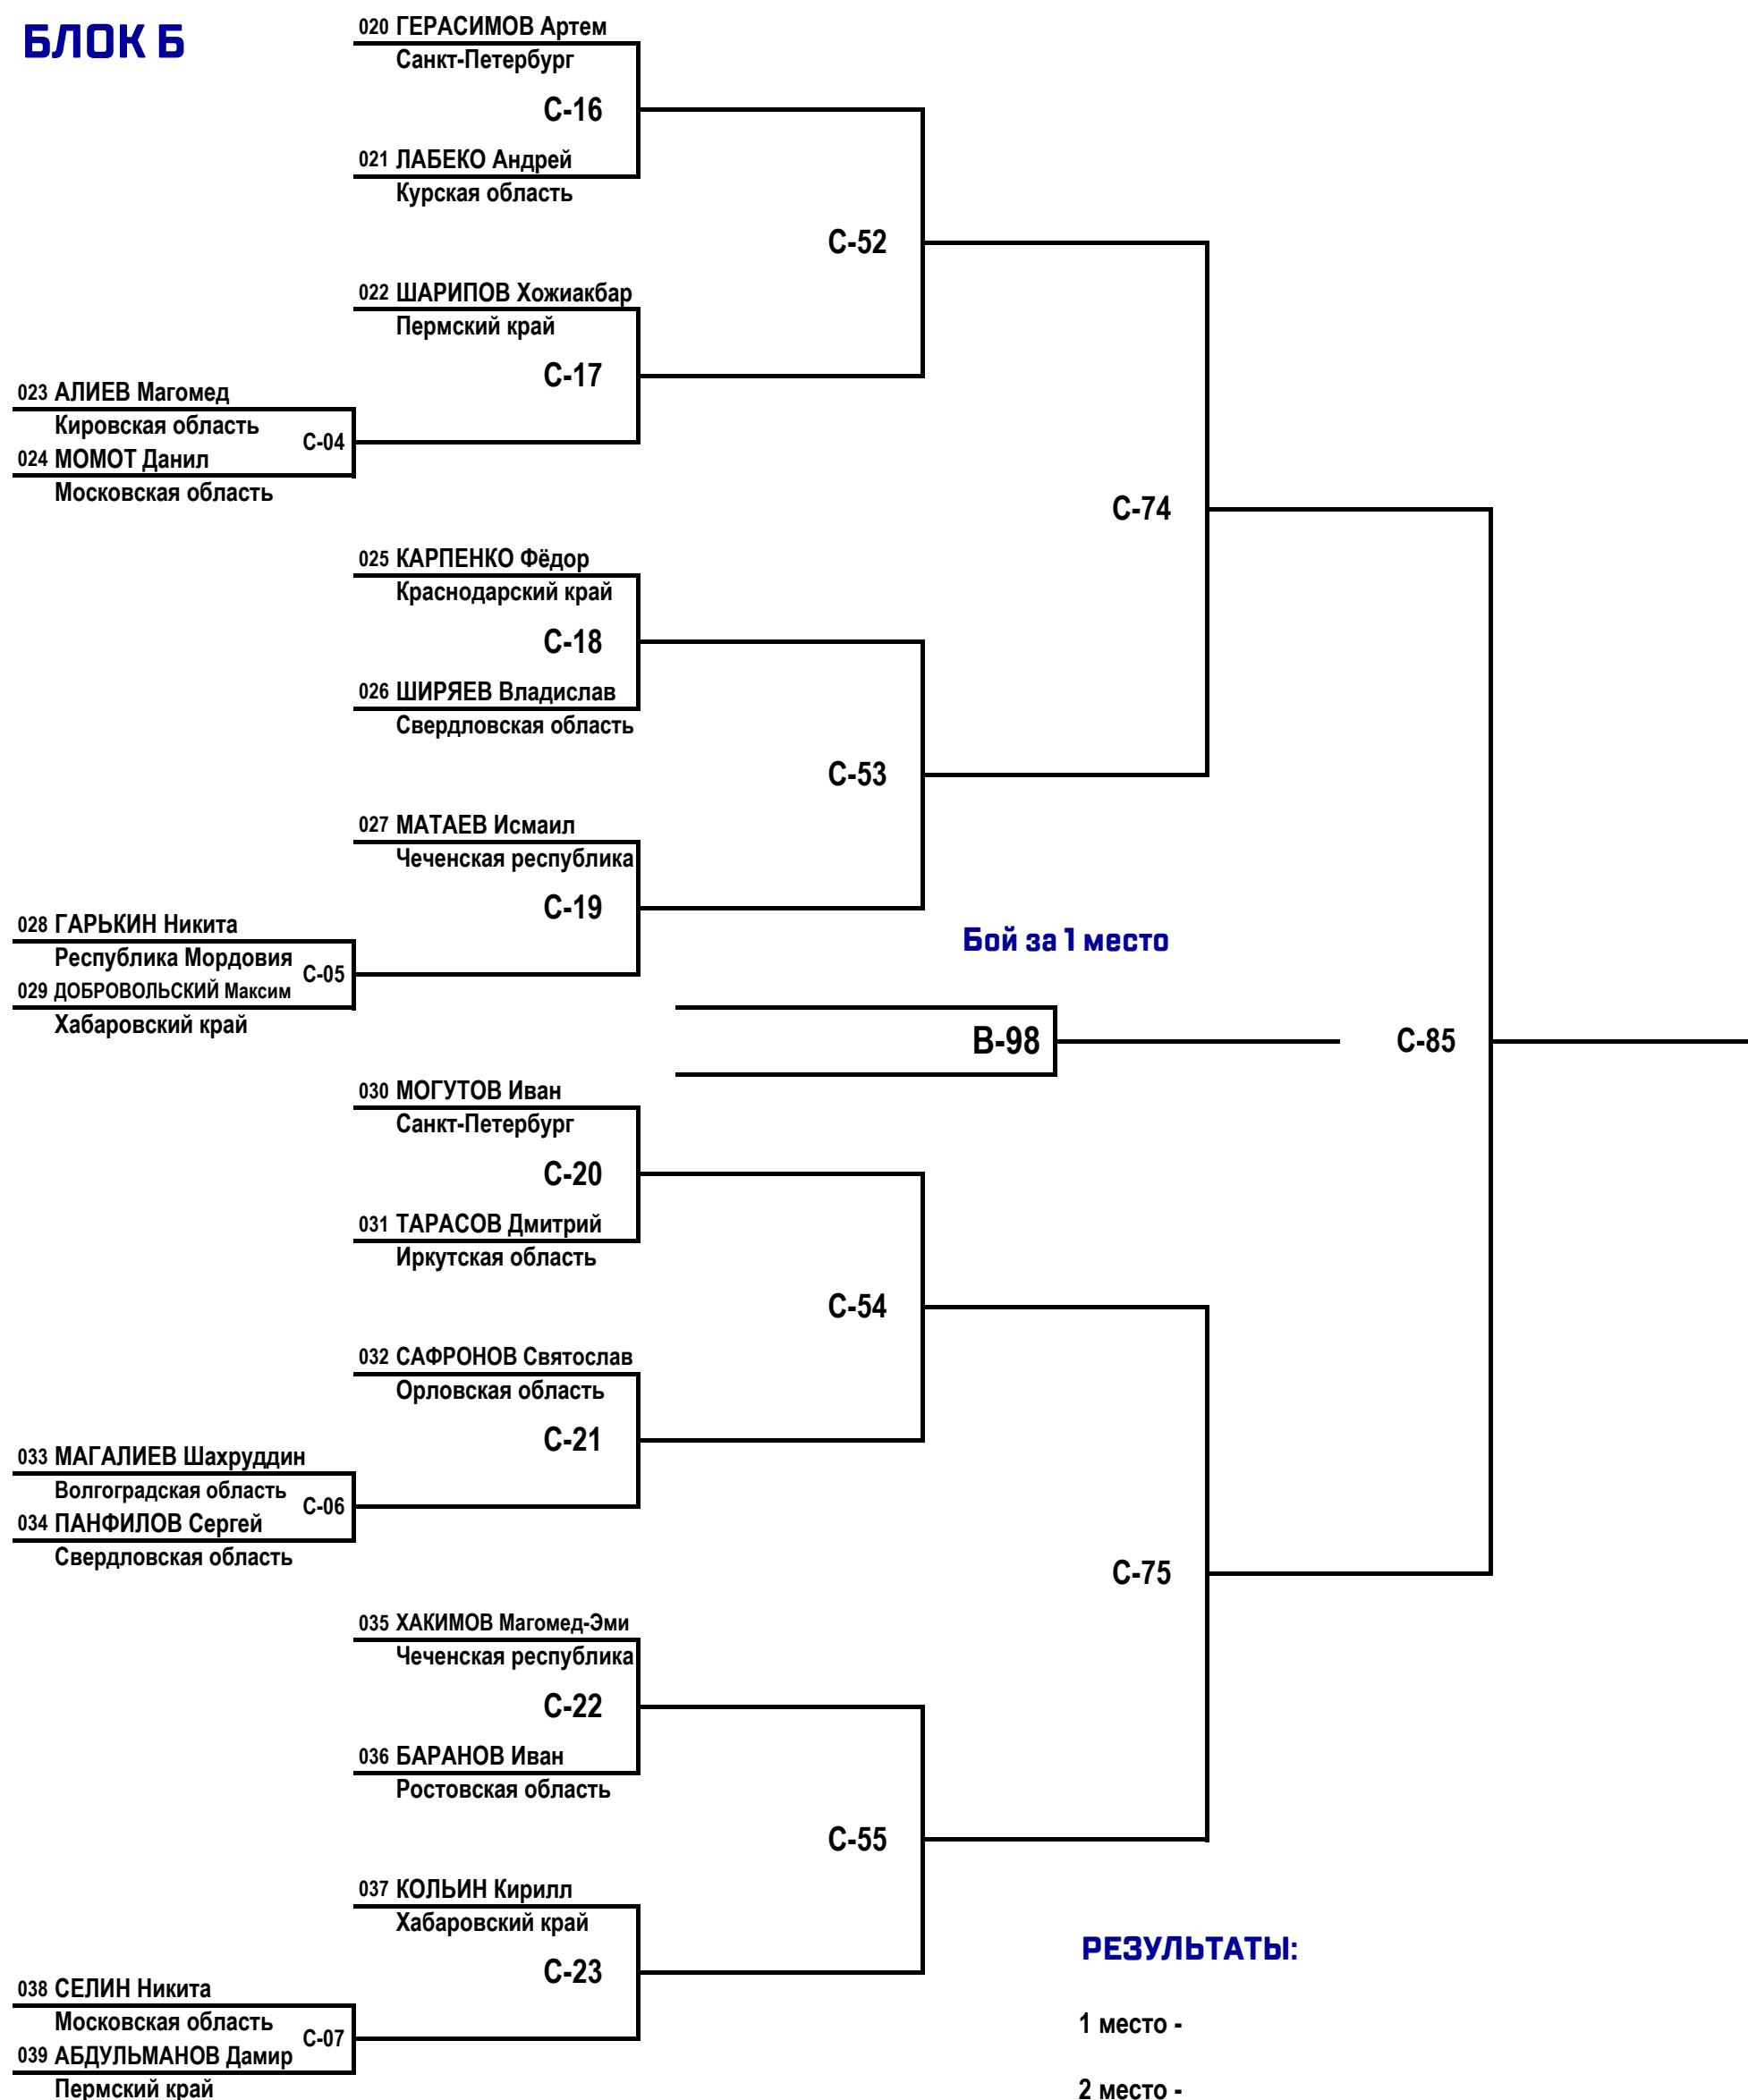 БЛОК Б
020 ГЕРАСИМОВ Артем
Санкт-Петербург
С-16
021 ЛАБЕКО Андрей
Курская область
С-52
022 ШАРИПОВ Хожиакбар
Пермский край
С-17
023 АЛИЕВ Магомед
Кировская область
С-04
024 МОМОТ Данил
Московская область
С-74
025 КАРПЕНКО Фёдор
Краснодарский край
С-18
026 ШИРЯЕВ Владислав
Свердловская область
С-53
027 МАТАЕВ Исмаил
Чеченская республика
С-19
028 ГАРЬКИН Никита
Республика Мордовия
С-05
029 ДОБРОВОЛЬСКИЙ Максим
Хабаровский край
Бой за 1 место
В-98
С-85
030 МОГУТОВ Иван
Санкт-Петербург
С-20
031 ТАРАСОВ Дмитрий
Иркутская область
С-54
032 САФРОНОВ Святослав
Орловская область
С-21
033 МАГАЛИЕВ Шахруддин
Волгоградская область
С-06
034 ПАНФИЛОВ Сергей
Свердловская область
С-75
035 ХАКИМОВ Магомед-Эми
Чеченская республика
С-22
036 БАРАНОВ Иван
Ростовская область
С-55
037 КОЛЬИН Кирилл
Хабаровский край
С-23
038 СЕЛИН Никита
Московская область
С-07
039 АБДУЛЬМАНОВ Дамир
Пермский край
РЕЗУЛЬТАТЫ:
1 место -
2 место -